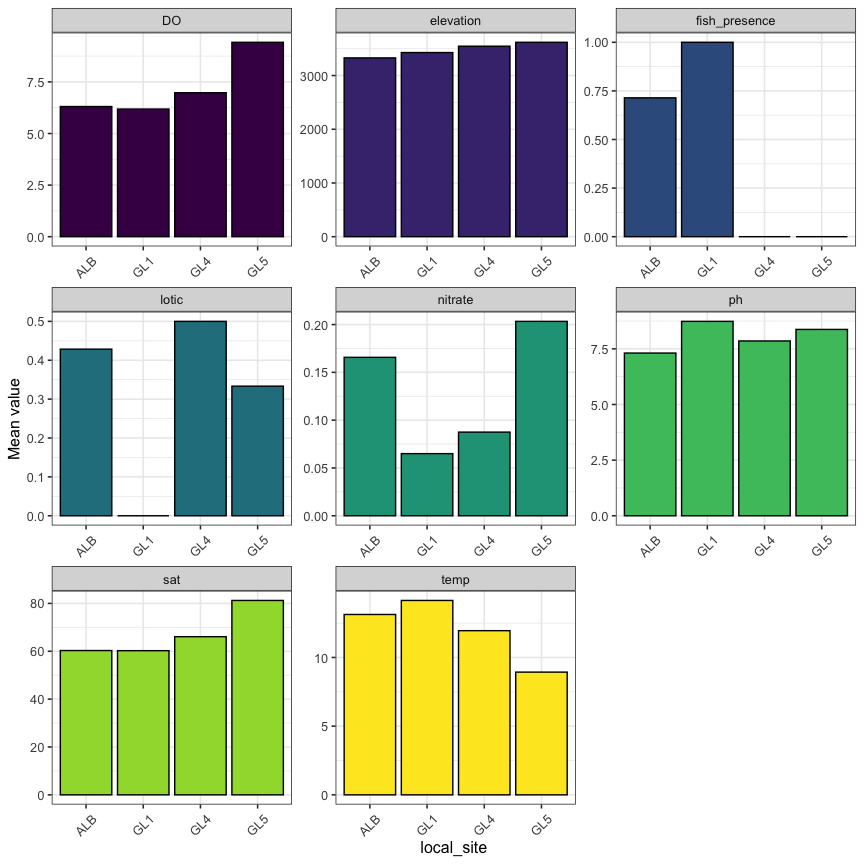 DO
elevation
fish_presence
7.5
5.0
2.5
0.0
3000
2000
1000
0
1.00
0.75
0.50
0.25
0.00
ALB GL1 GL4 GL5
ALB GL1 GL4 GL5
ALB GL1 GL4 GL5
lotic
nitrate
ph
Mean value
0.5
0.4
0.3
0.2
0.1
0.0
0.20
0.15
0.10
0.05
0.00
7.5
5.0
2.5
0.0
ALB GL1 GL4 GL5
ALB GL1 GL4 GL5
ALB GL1 GL4 GL5
sat
temp
80
60
40
20
0
10
5
0
ALB GL1 GL4 GL5
ALB GL1 GL4 GL5
local_site